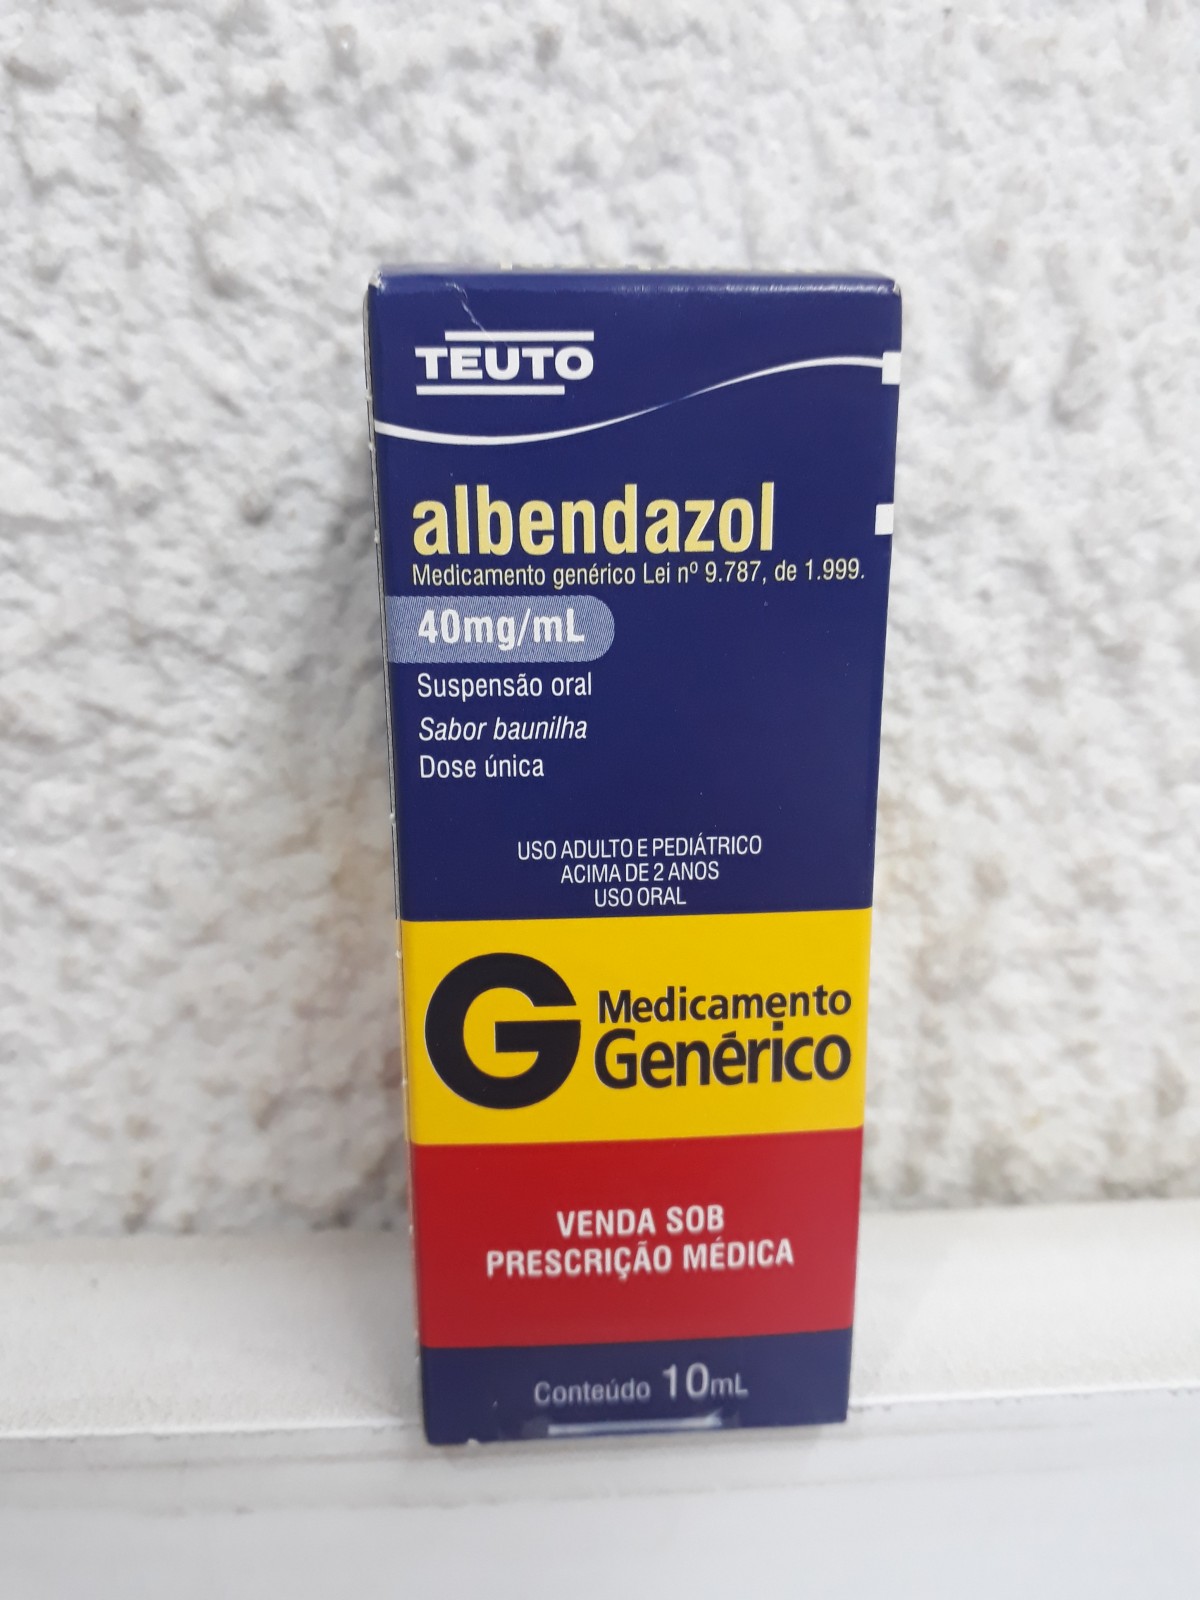 TEUTO
albendazol
Medicamento genérico Lei nº 9.787, de 1.999.
40mg/mL
Suspensão oral
Sabor baunilha
Dose única
USO ADULTO E PEDIÁTRICO
ACIMA DE 2 ANOS
USO ORAL
G Medicamento
Genérico
VENDA SOB
PRESCRIÇÃO MÉDICA
Conteúdo 10mL